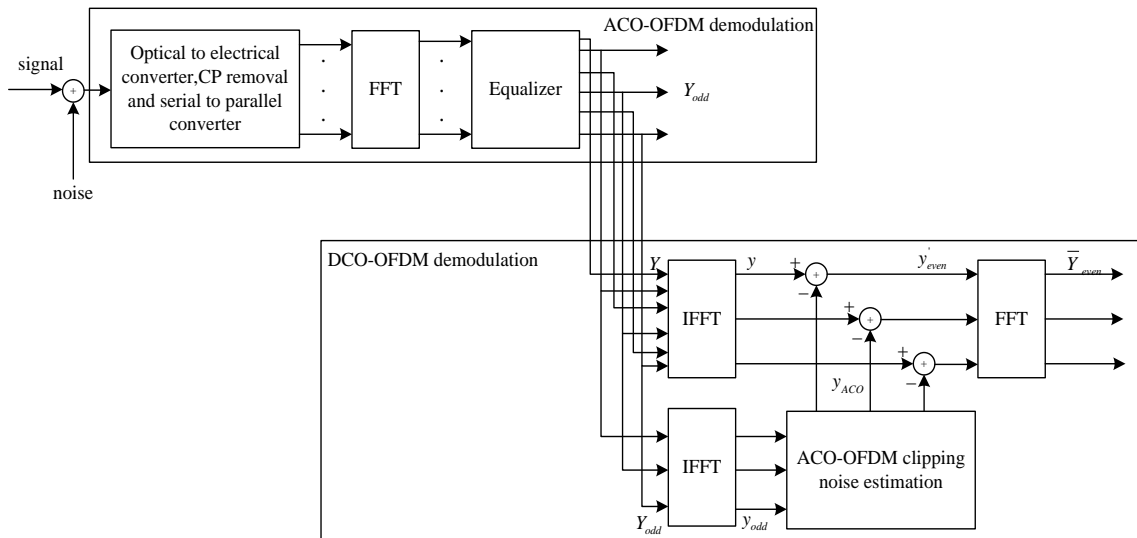 ACO-OFDM demodulation
signal
+
noise
Optical to electrical
converter,CP removal
and serial to parallel
converter
FFT
Equalizer
Y_odd
DCO-OFDM demodulation
Y
IFFT
y
+
+
−
y'_even
FFT
Y̅_even
+
+
−
+
+
−
y_ACO
IFFT
Y_odd
y_odd
ACO-OFDM clipping
noise estimation